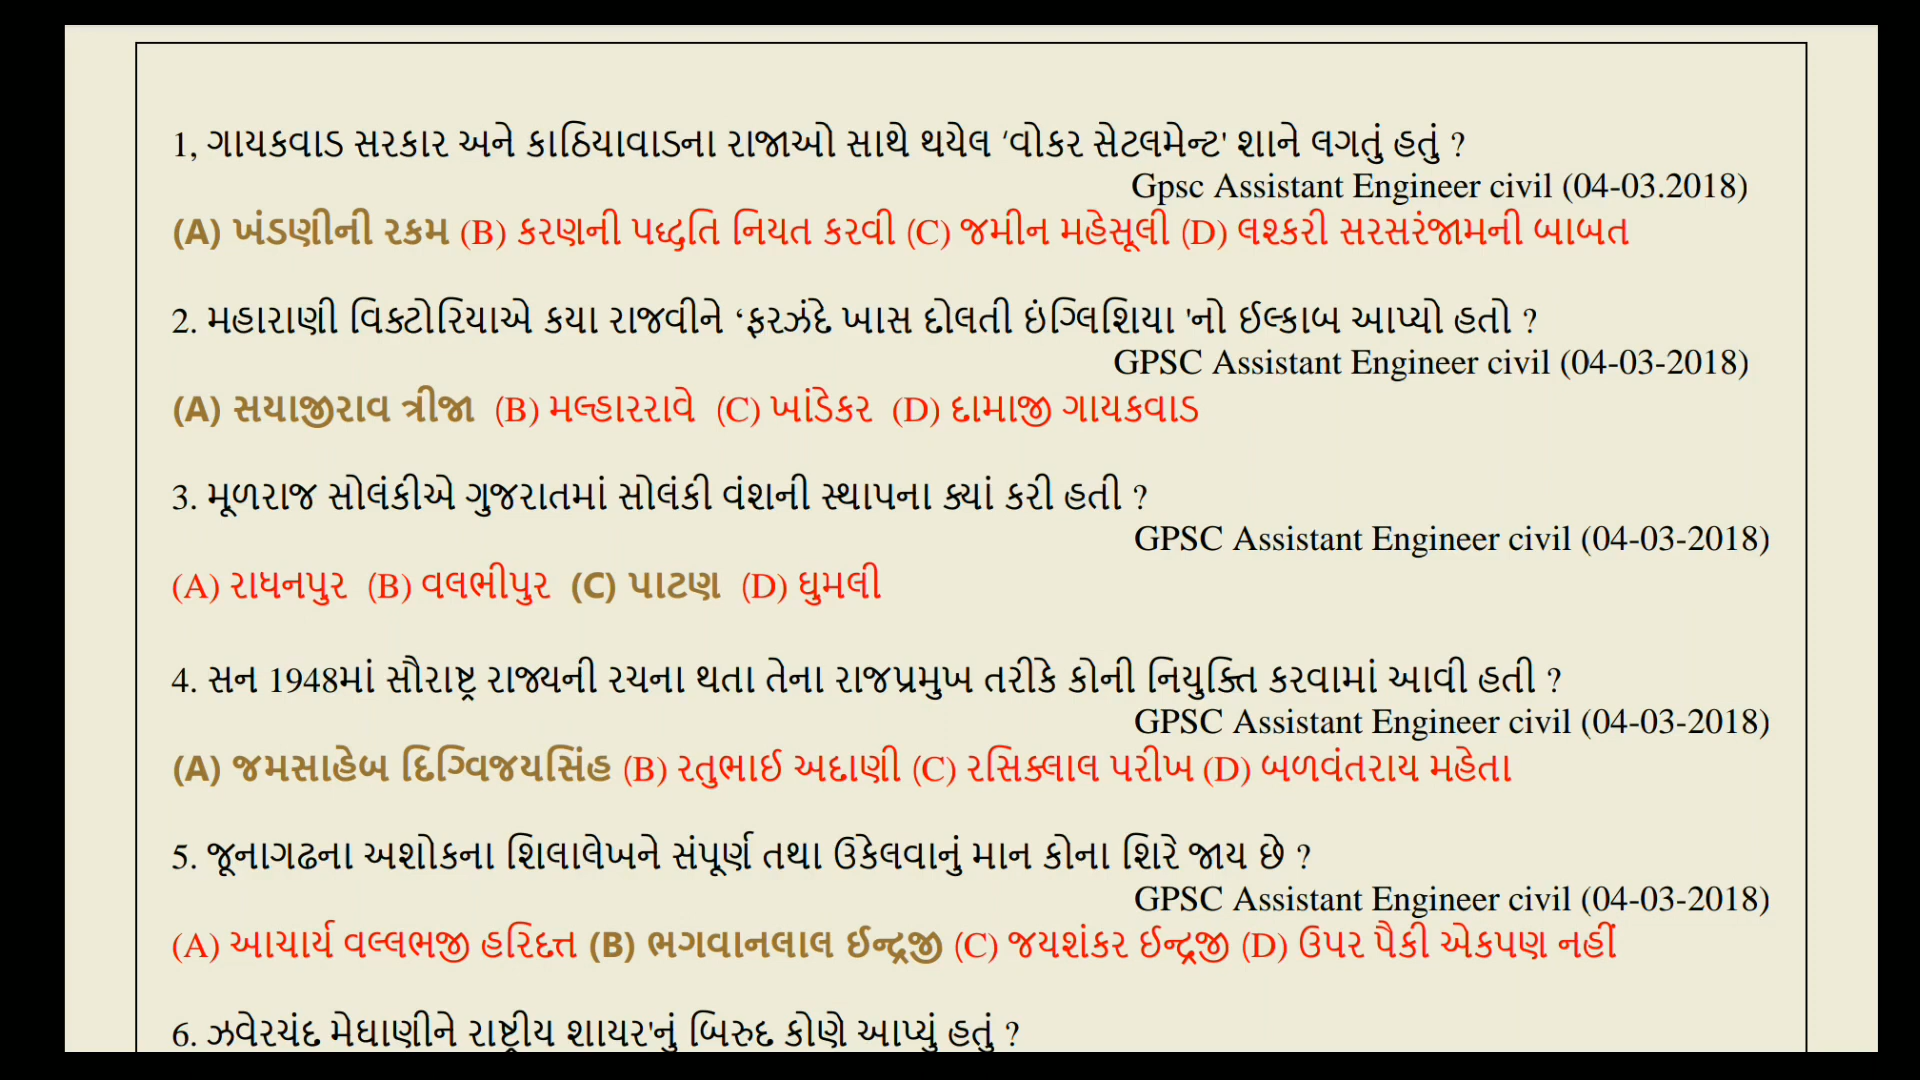 1, ગાયકવાડ સરકાર અને કાઠિયાવાડના રાજાઓ સાથે થયેલ ‘વોકર સેટલમેન્ટ' શાને લગતું હતું ?
Gpsc Assistant Engineer civil (04-03.2018)
(A) ખંડણીની રકમ (B) કરણની પદ્ધતિ નિયત કરવી (C) જમીન મહેસૂલી (D) લશ્કરી સરસરંજામની બાબત
2. મહારાણી વિક્ટોરિયાએ કયા રાજવીને ‘ફરઝંદે ખાસ દોલતી ઇંગ્લિશિયા 'નો ઈલ્કાબ આપ્યો હતો ?
GPSC Assistant Engineer civil (04-03-2018)
(A) સયાજીરાવ ત્રીજા (B) મલ્હારરાવે (C) ખાંડેકર (D) દામાજી ગાયકવાડ
3. મૂળરાજ સોલંકીએ ગુજરાતમાં સોલંકી વંશની સ્થાપના ક્યાં કરી હતી ?
GPSC Assistant Engineer civil (04-03-2018)
(A) રાધનપુર (B) વલભીપુર (C) પાટણ (D) ઘુમલી
4. સન 1948માં સૌરાષ્ટ્ર રાજ્યની રચના થતા તેના રાજપ્રમુખ તરીકે કોની નિયુક્તિ કરવામાં આવી હતી ?
GPSC Assistant Engineer civil (04-03-2018)
(A) જમસાહેબ દિગ્વિજયસિંહ (B) રતુભાઈ અદાણી (C) રસિક્લાલ પરીખ (D) બળવંતરાય મહેતા
5. જૂનાગઢના અશોકના શિલાલેખને સંપૂર્ણ તથા ઉકેલવાનું માન કોના શિરે જાય છે ?
GPSC Assistant Engineer civil (04-03-2018)
(A) આચાર્ય વલ્લભજી હરિદત્ત (B) ભગવાનલાલ ઈન્દ્રજી (C) જયશંકર ઈન્દ્રજી (D) ઉપર પૈકી એકપણ નહીં
6. ઝવેરચંદ મેઘાણીને રાષ્ટ્રીય શાયર'નું બિરુદ કોણે આપ્યું હતું ?